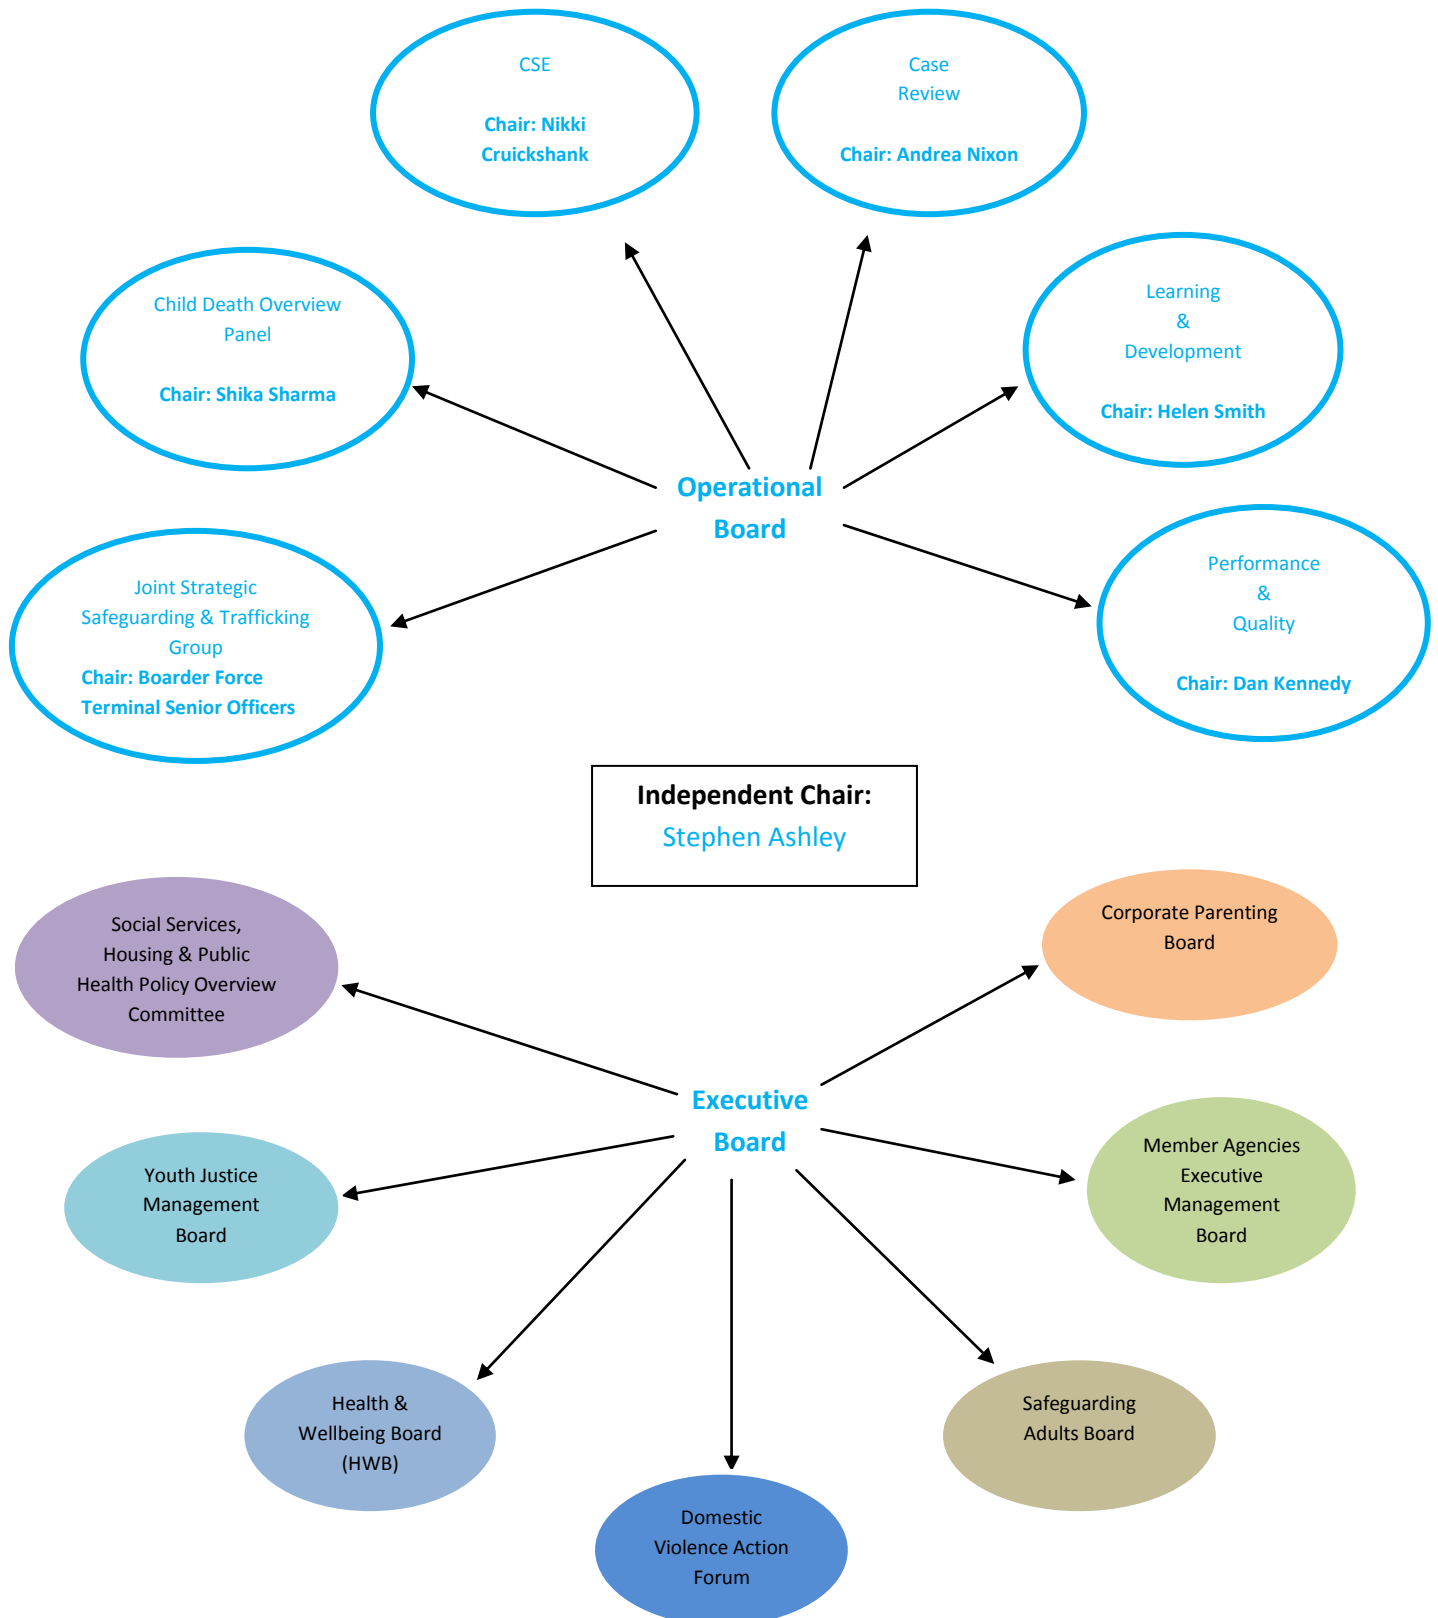 CSE
Chair: Nikki
Cruickshank
Case
Review
Chair: Andrea Nixon
Child Death Overview
Panel
Chair: Shika Sharma
Learning
&
Development
Chair: Helen Smith
Operational
Board
Joint Strategic
Safeguarding & Trafficking
Group
Chair: Boarder Force
Terminal Senior Officers
Performance
&
Quality
Chair: Dan Kennedy
Independent Chair:
Stephen Ashley
Social Services,
Housing & Public
Health Policy Overview
Committee
Corporate Parenting
Board
Executive
Board
Youth Justice
Management
Board
Member Agencies
Executive
Management
Board
Health &
Wellbeing Board
(HWB)
Safeguarding
Adults Board
Domestic
Violence Action
Forum